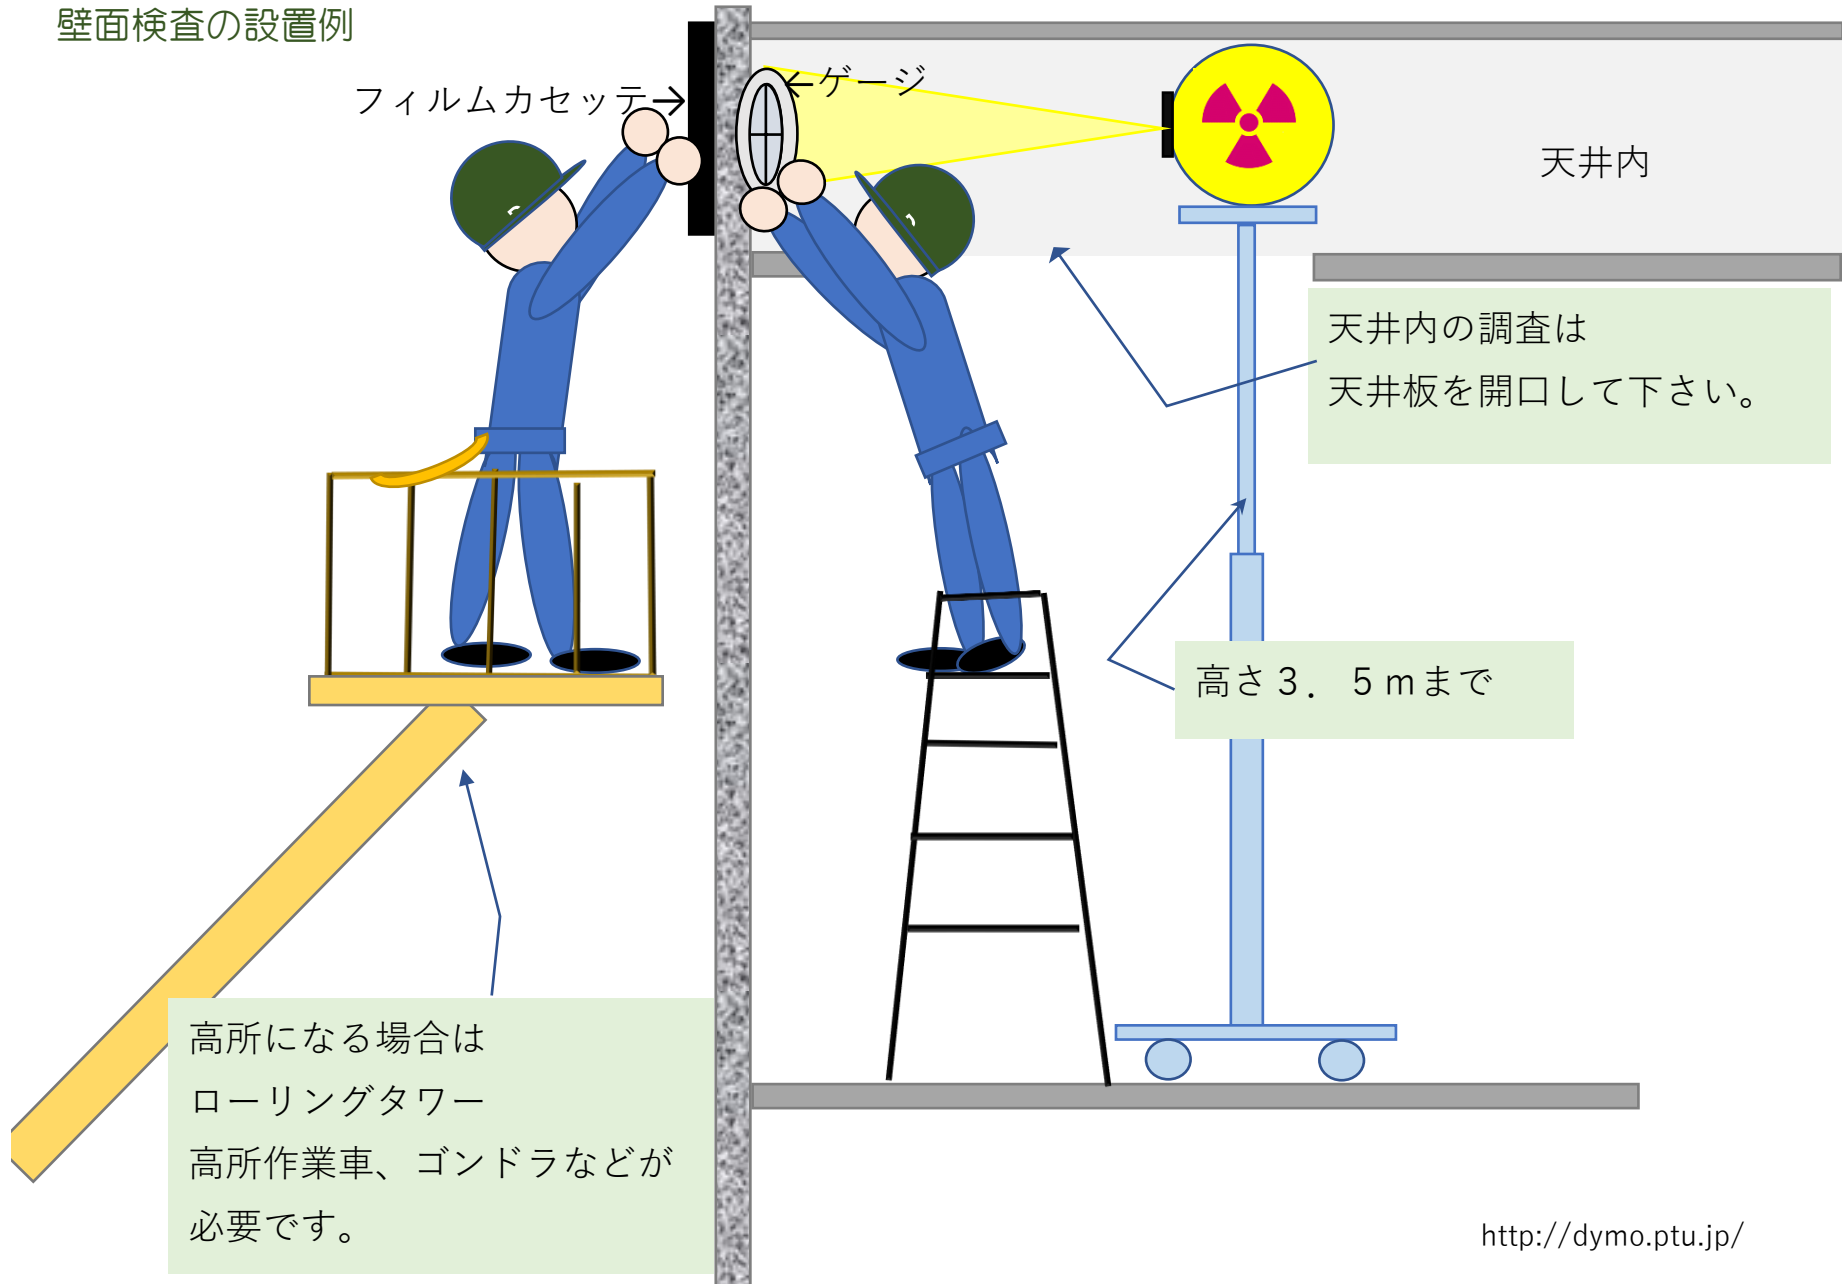 壁面検査の設置例
フィルムカセッテ→
←ゲージ
天井内
天井内の調査は
天井板を開口して下さい。
高さ３．５ｍまで
高所になる場合は
ローリングタワー
高所作業車、ゴンドラなどが
必要です。
http://dymo.ptu.jp/